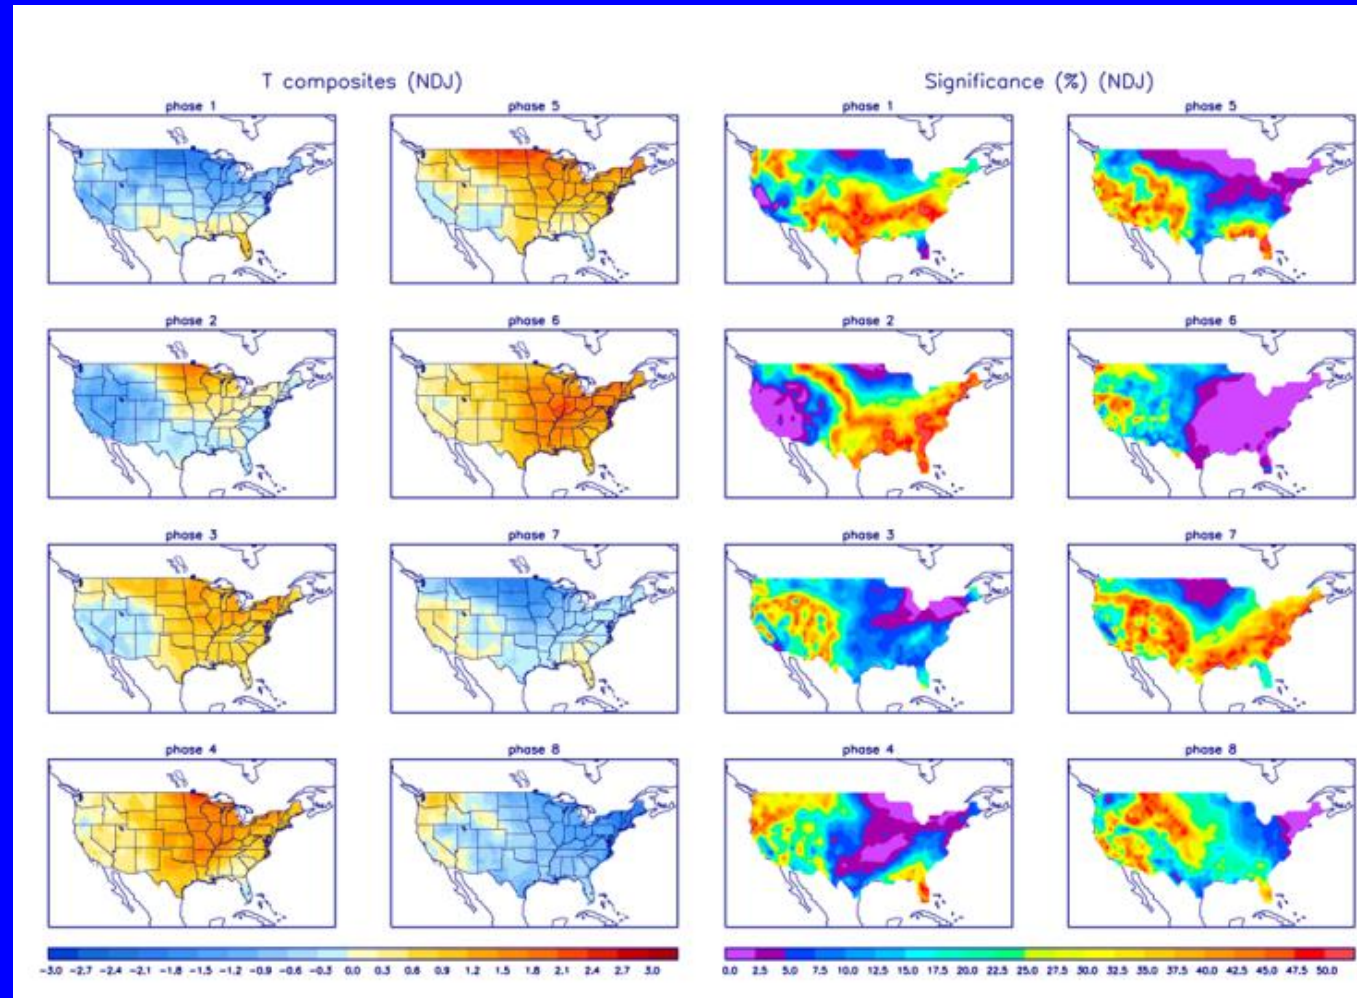 T composites (NDJ)
Significance (%) (NDJ)
phase 1
phase 5
phase 1
phase 5
phase 2
phase 6
phase 2
phase 6
phase 3
phase 7
phase 3
phase 7
phase 4
phase 8
phase 4
phase 8
-3.0 -2.7 -2.4 -2.1 -1.8 -1.5 -1.2 -0.9 -0.6 -0.3 0.0 0.3 0.6 0.9 1.2 1.5 1.8 2.1 2.4 2.7 3.0
0.0 2.5 5.0 7.5 10.0 12.5 15.0 17.5 20.0 22.5 25.0 27.5 30.0 32.5 35.0 37.5 40.0 42.5 45.0 47.5 50.0